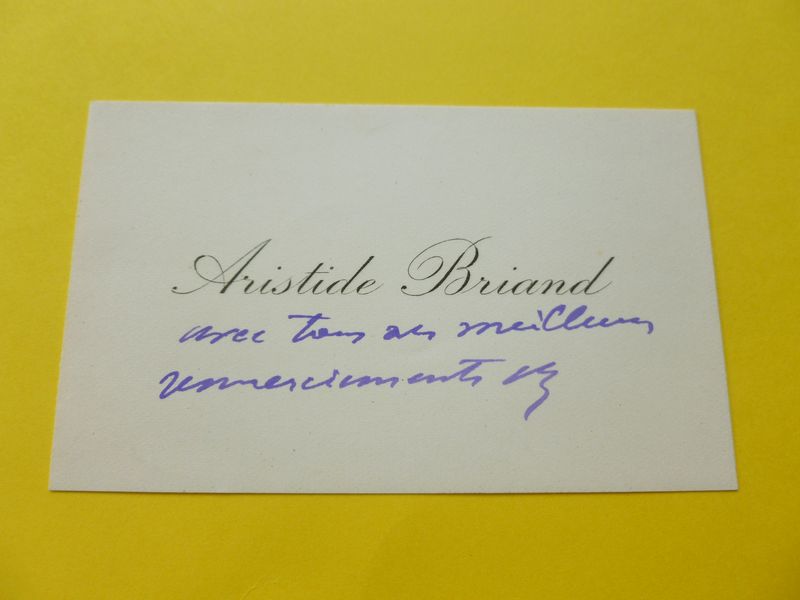 Aristide Briand
avec tous ses meilleurs
remerciements